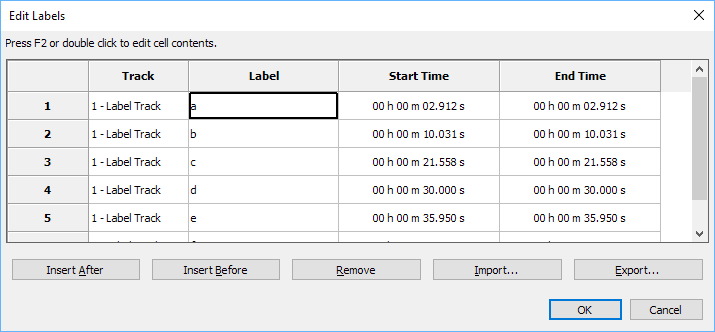 Edit Labels
Press F2 or double click to edit cell contents.
Track Label Start Time End Time
1 1 - Label Track a 00 h 00 m 02.912 s 00 h 00 m 02.912 s
2 1 - Label Track b 00 h 00 m 10.031 s 00 h 00 m 10.031 s
3 1 - Label Track c 00 h 00 m 21.558 s 00 h 00 m 21.558 s
4 1 - Label Track d 00 h 00 m 30.000 s 00 h 00 m 30.000 s
5 1 - Label Track e 00 h 00 m 35.950 s 00 h 00 m 35.950 s
Insert After Insert Before Remove Import... Export...
OK Cancel